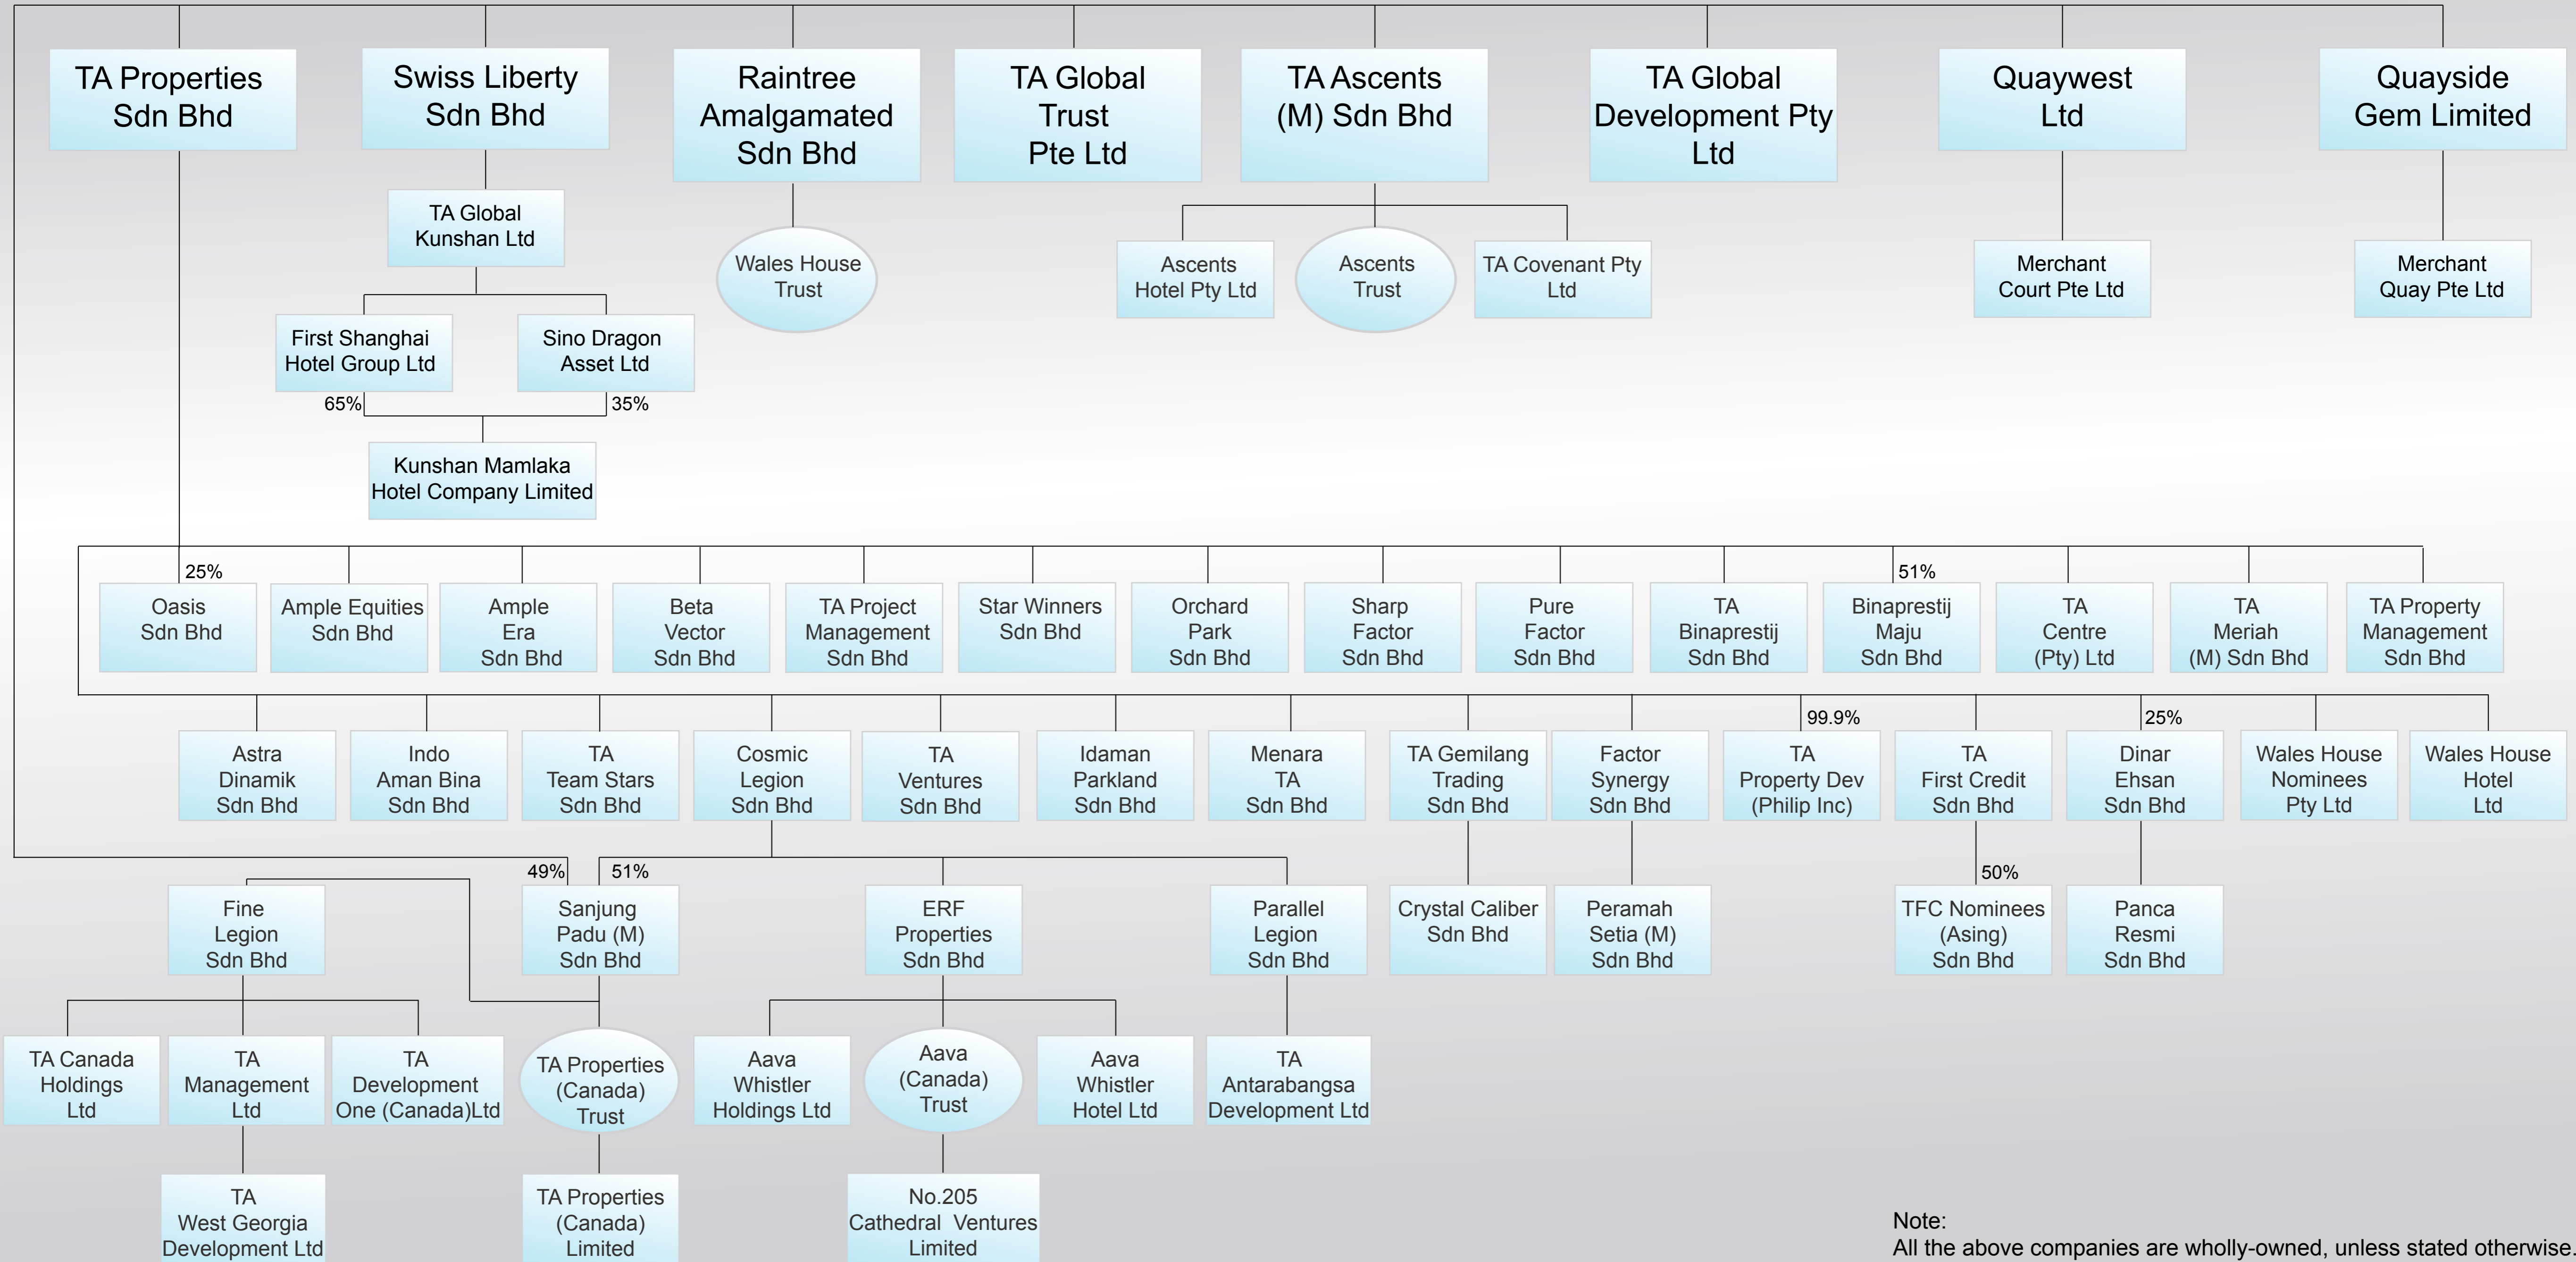 TA Properties
Sdn Bhd
Swiss Liberty
Sdn Bhd
Raintree
Amalgamated
Sdn Bhd
TA Global
Trust
Pte Ltd
TA Ascents
(M) Sdn Bhd
TA Global
Development Pty
Ltd
Quaywest
Ltd
Quayside
Gem Limited
TA Global
Kunshan Ltd
Wales House
Trust
Ascents
Hotel Pty Ltd
Ascents
Trust
TA Covenant Pty
Ltd
Merchant
Court Pte Ltd
Merchant
Quay Pte Ltd
First Shanghai
Hotel Group Ltd
Sino Dragon
Asset Ltd
65%
35%
Kunshan Mamlaka
Hotel Company Limited
25%
51%
Oasis
Sdn Bhd
Ample Equities
Sdn Bhd
Ample
Era
Sdn Bhd
Beta
Vector
Sdn Bhd
TA Project
Management
Sdn Bhd
Star Winners
Sdn Bhd
Orchard
Park
Sdn Bhd
Sharp
Factor
Sdn Bhd
Pure
Factor
Sdn Bhd
TA
Binaprestij
Sdn Bhd
Binaprestij
Maju
Sdn Bhd
TA
Centre
(Pty) Ltd
TA
Meriah
(M) Sdn Bhd
TA Property
Management
Sdn Bhd
99.9%
25%
Astra
Dinamik
Sdn Bhd
Indo
Aman Bina
Sdn Bhd
TA
Team Stars
Sdn Bhd
Cosmic
Legion
Sdn Bhd
TA
Ventures
Sdn Bhd
Idaman
Parkland
Sdn Bhd
Menara
TA
Sdn Bhd
TA Gemilang
Trading
Sdn Bhd
Factor
Synergy
Sdn Bhd
TA
Property Dev
(Philip Inc)
TA
First Credit
Sdn Bhd
Dinar
Ehsan
Sdn Bhd
Wales House
Nominees
Pty Ltd
Wales House
Hotel
Ltd
49%
51%
50%
Fine
Legion
Sdn Bhd
Sanjung
Padu (M)
Sdn Bhd
ERF
Properties
Sdn Bhd
Parallel
Legion
Sdn Bhd
Crystal Caliber
Sdn Bhd
Peramah
Setia (M)
Sdn Bhd
TFC Nominees
(Asing)
Sdn Bhd
Panca
Resmi
Sdn Bhd
TA Canada
Holdings
Ltd
TA
Management
Ltd
TA
Development
One (Canada)Ltd
TA Properties
(Canada)
Trust
Aava
Whistler
Holdings Ltd
Aava
(Canada)
Trust
Aava
Whistler
Hotel Ltd
TA
Antarabangsa
Development Ltd
TA
West Georgia
Development Ltd
TA Properties
(Canada)
Limited
No.205
Cathedral Ventures
Limited
Note:
All the above companies are wholly-owned, unless stated otherwise.